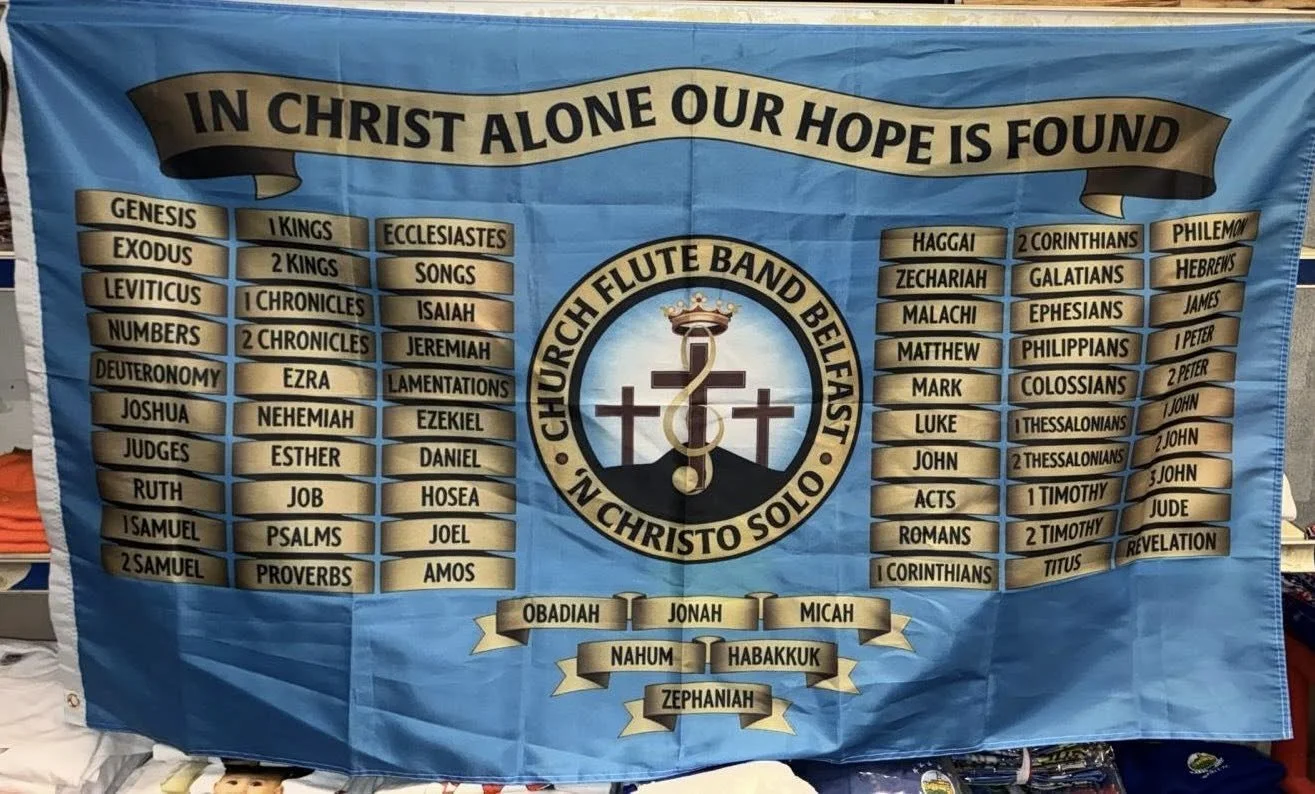 IN CHRIST ALONE OUR HOPE IS FOUND
GENESIS
EXODUS
LEVITICUS
NUMBERS
DEUTERONOMY
JOSHUA
JUDGES
RUTH
1 SAMUEL
2 SAMUEL
1 KINGS
2 KINGS
1 CHRONICLES
2 CHRONICLES
EZRA
NEHEMIAH
ESTHER
JOB
PSALMS
PROVERBS
ECCLESIASTES
SONGS
ISAIAH
JEREMIAH
LAMENTATIONS
EZEKIEL
DANIEL
HOSEA
JOEL
AMOS
CHURCH FLUTE BAND BELFAST
'N CHRISTO SOLO
OBADIAH JONAH MICAH
NAHUM HABAKKUK
ZEPHANIAH
HAGGAI
ZECHARIAH
MALACHI
MATTHEW
MARK
LUKE
JOHN
ACTS
ROMANS
1 CORINTHIANS
2 CORINTHIANS
GALATIANS
EPHESIANS
PHILIPPIANS
COLOSSIANS
1 THESSALONIANS
2 THESSALONIANS
1 TIMOTHY
2 TIMOTHY
TITUS
PHILEMON
HEBREWS
JAMES
1 PETER
2 PETER
1 JOHN
2 JOHN
3 JOHN
JUDE
REVELATION